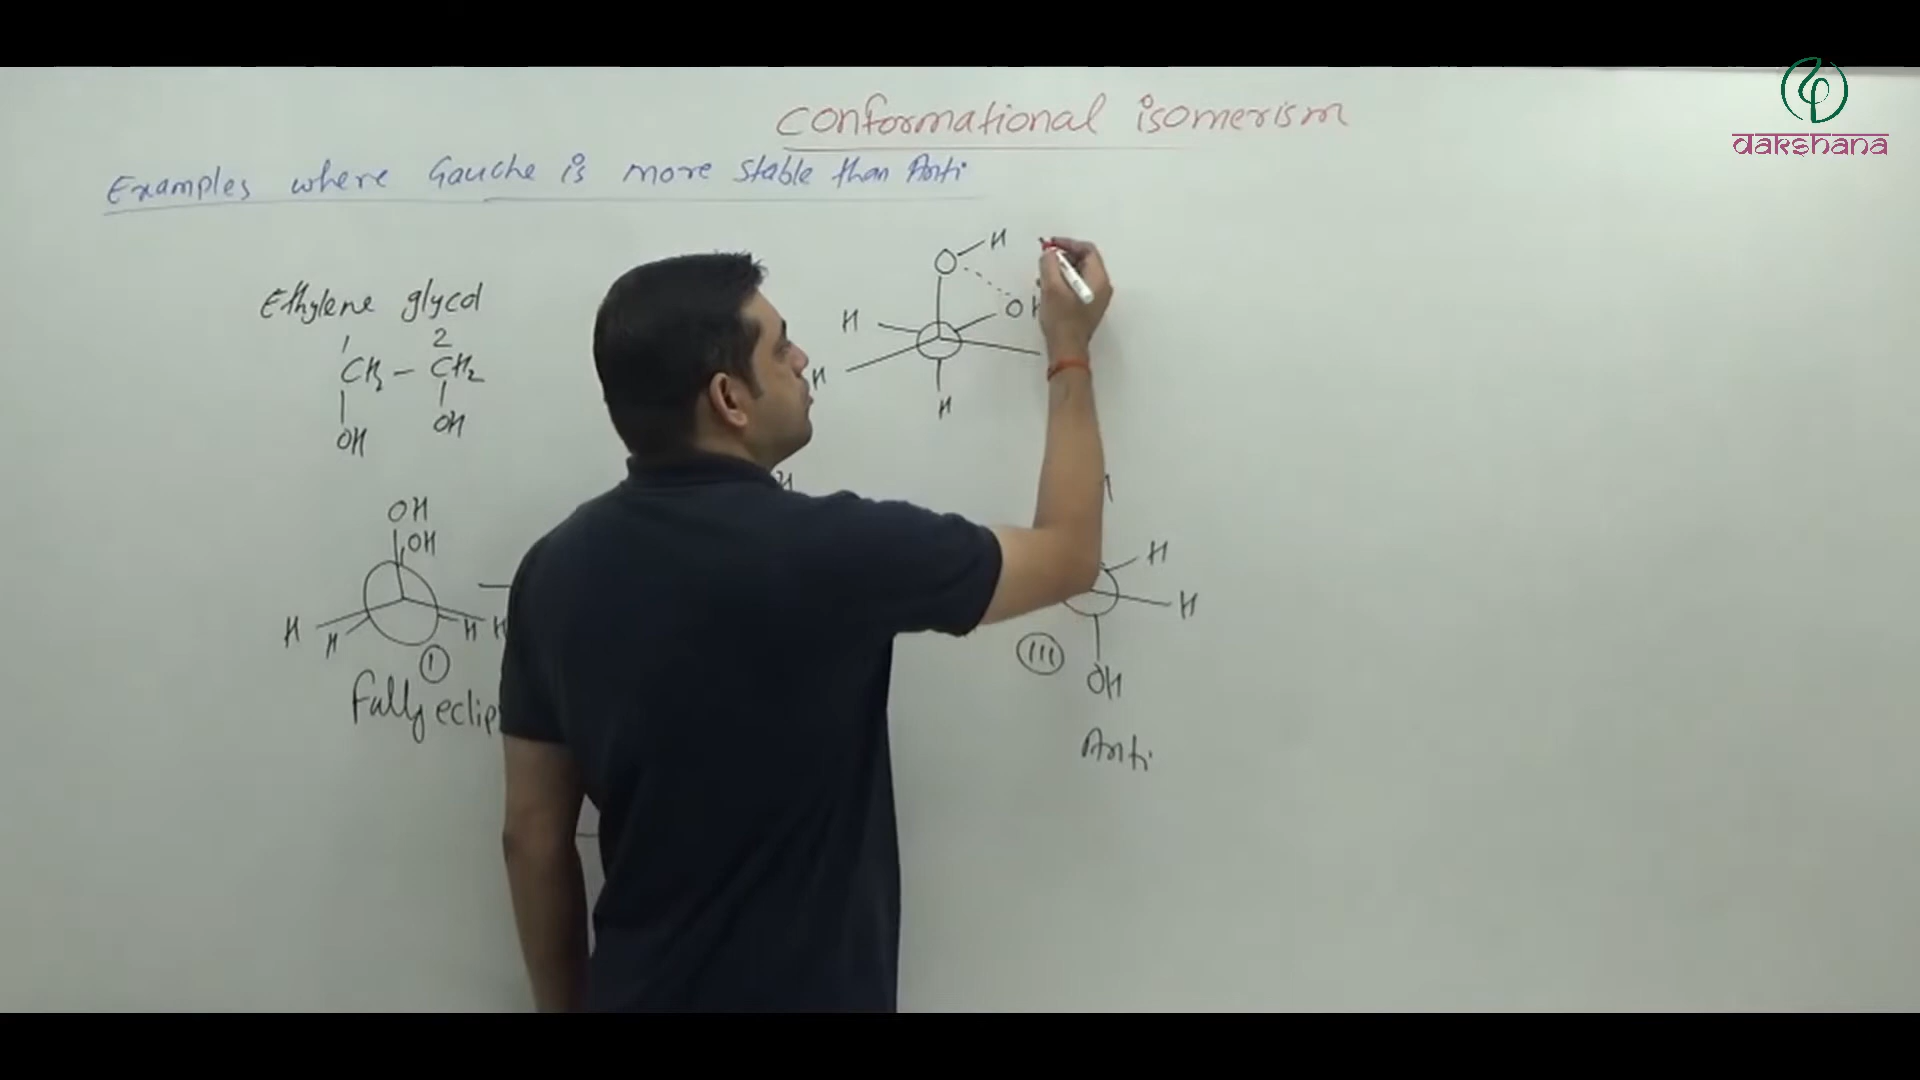 Conformational isomerism
dakshana
Examples where Gauche is more stable than Anti
Ethylene glycol
1 2
CH2 – CH2
OH OH
O H
H OH
H
H
OH
OH
H H H H
I
Fully eclip
H
H
III
OH
Anti